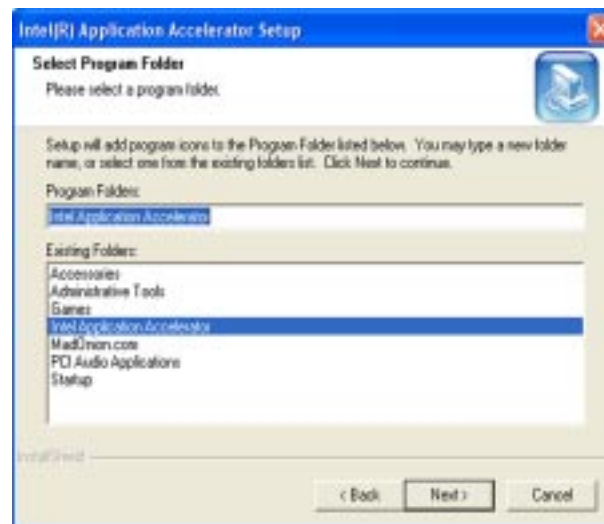 Intel(R) Application Accelerator Setup
Select Program Folder
Please select a program folder.
Setup will add program icons to the Program Folder listed below. You may type a new folder
name, or select one from the existing folders list. Click Next to continue.
Program Folders:
Intel Application Accelerator
Existing Folders:
Accessories
Administrative Tools
Games
Intel Application Accelerator
MadOnion.com
PCI Audio Applications
Startup
InstallShield
< Back
Next >
Cancel